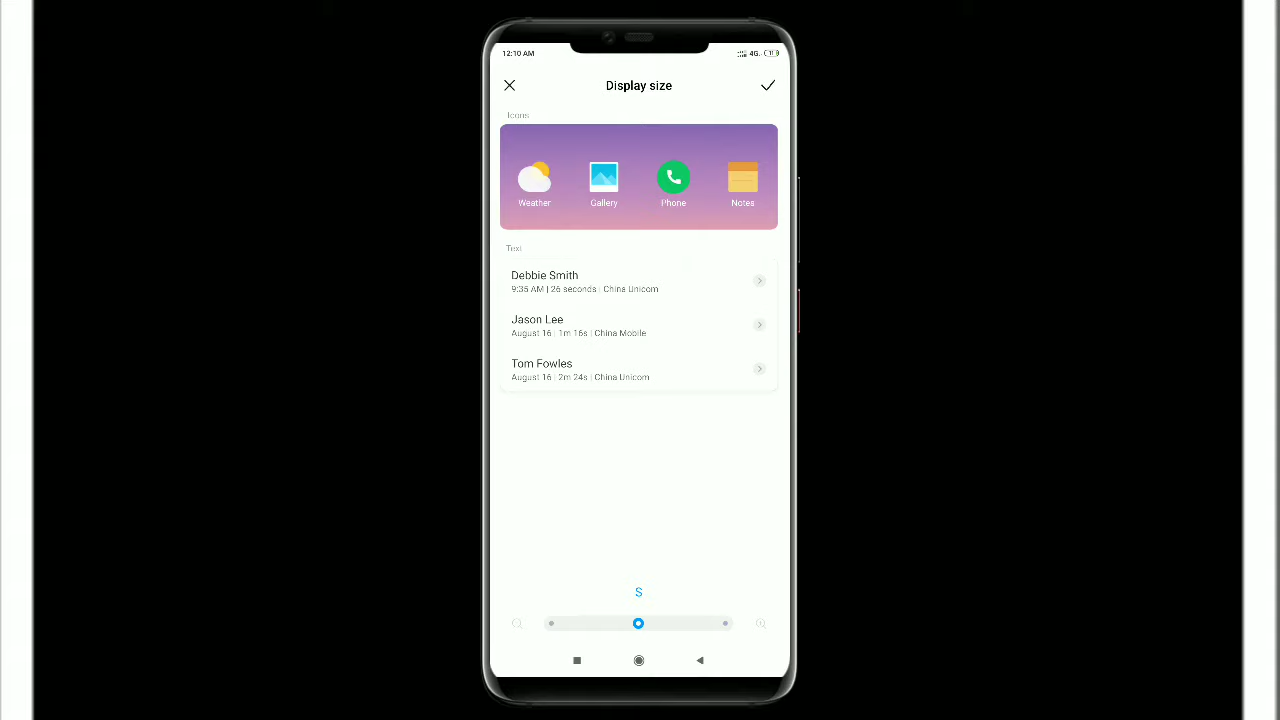 12:10 AM
4G
Display size
Icons
Weather
Gallery
Phone
Notes
Text
Debbie Smith
9:35 AM | 26 seconds | China Unicom
Jason Lee
August 16 | 1m 16s | China Mobile
Tom Fowles
August 16 | 2m 24s | China Unicom
S